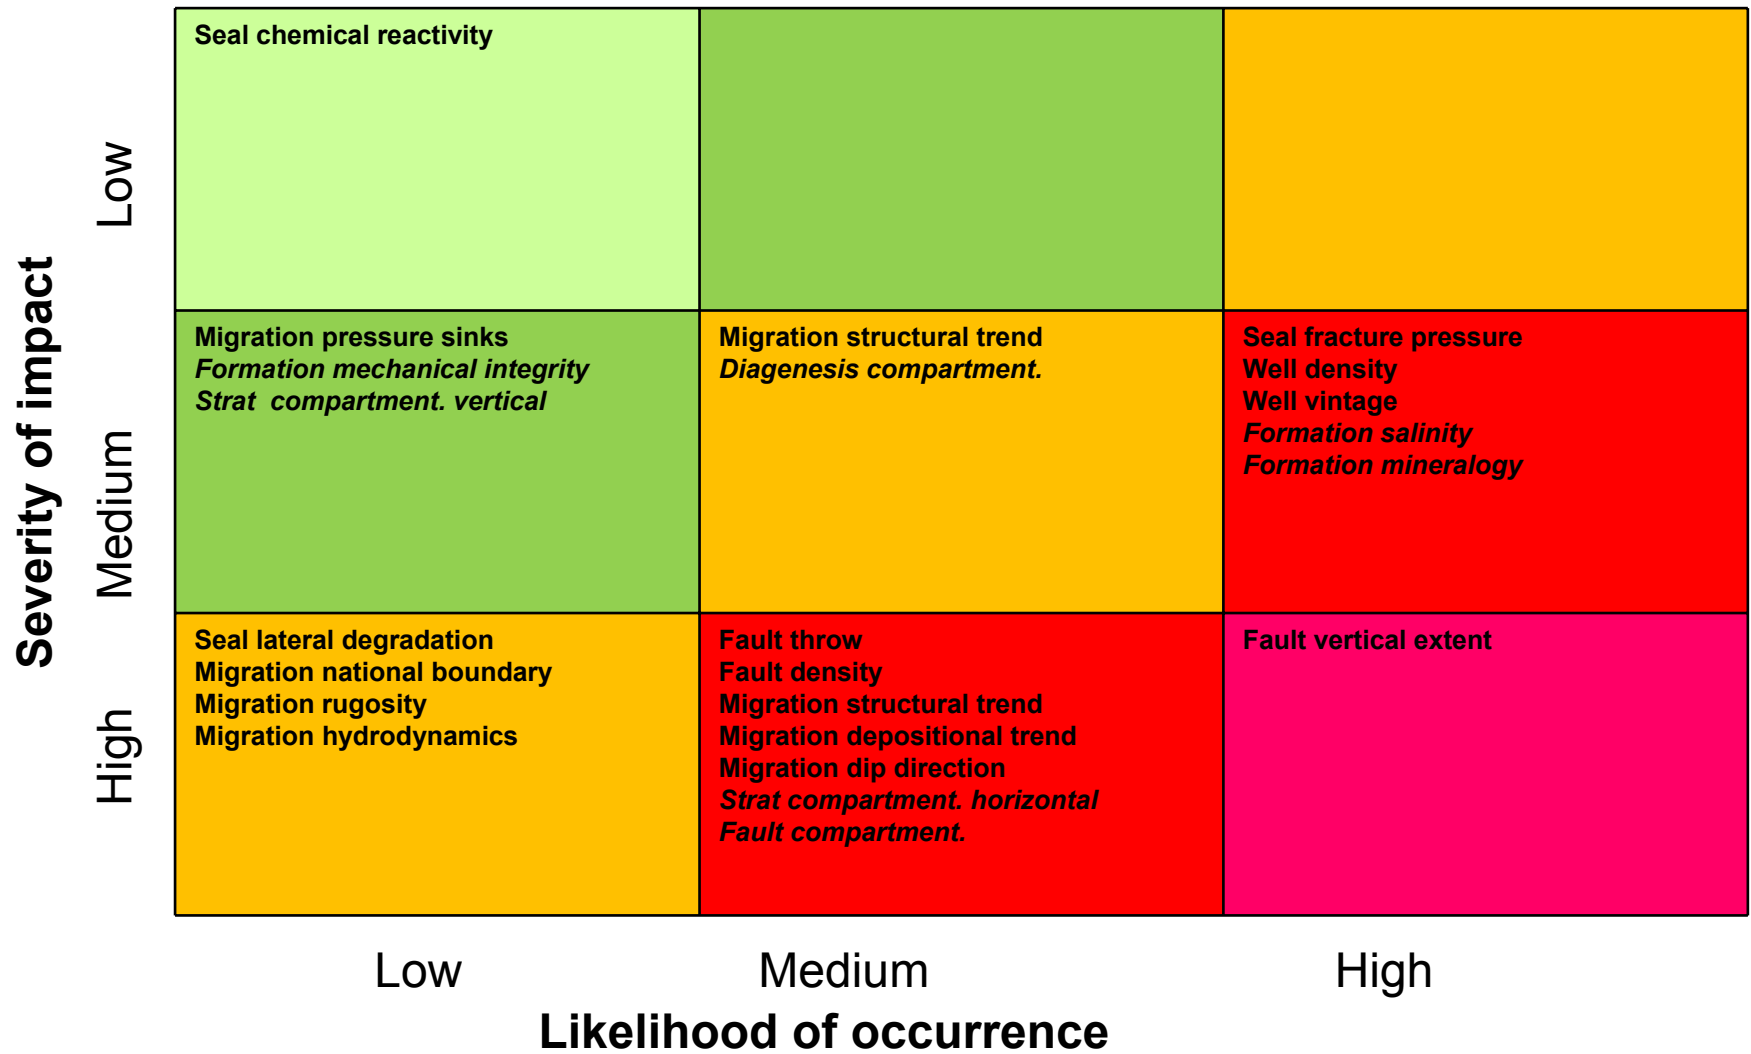 Seal chemical reactivity
Low
Migration pressure sinks
Formation mechanical integrity
Strat  compartment. vertical
Migration structural trend
Diagenesis compartment.
Seal fracture pressure
Well density
Well vintage
Formation salinity
Formation mineralogy
Severity of impact
Medium
Seal lateral degradation
Migration national boundary
Migration rugosity
Migration hydrodynamics
Fault throw
Fault density
Migration structural trend
Migration depositional trend
Migration dip direction
Strat compartment. horizontal
Fault compartment.
Fault vertical extent
High
Low
Medium
High
Likelihood of occurrence